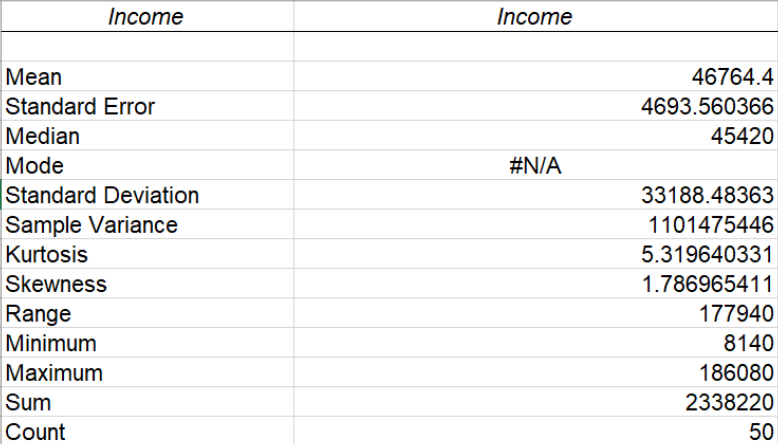 Income Income
Mean 46764.4
Standard Error 4693.560366
Median 45420
Mode #N/A
Standard Deviation 33188.48363
Sample Variance 1101475446
Kurtosis 5.319640331
Skewness 1.786965411
Range 177940
Minimum 8140
Maximum 186080
Sum 2338220
Count 50